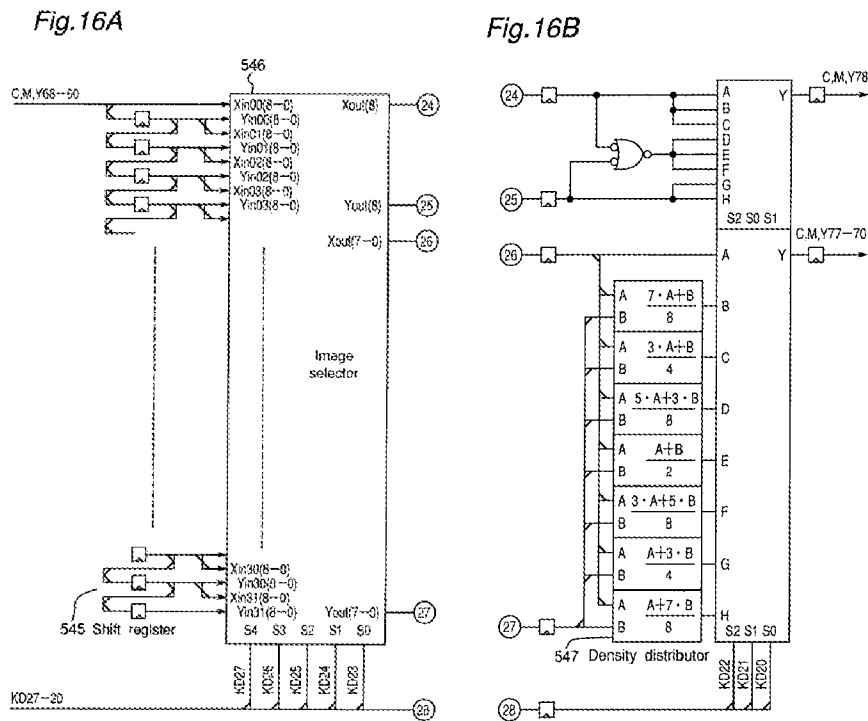 Fig.16A
546
C,M,Y68-60
Xin00(8-0)
Yin00(8-0)
Xin01(8-0)
Yin01(8-0)
Xin02(8-0)
Yin02(8-0)
Xin03(8-0)
Yin03(8-0)
Xout(8)
24
Yout(8)
25
Xout(7-0)
26
Image
selector
Xin30(8-0)
Yin30(8-0)
Xin31(8-0)
Yin31(8-0)
Yout(7-0)
27
545 Shift register
S4 S3 S2 S1 S0
KD27
KD26
KD25
KD24
KD23
KD27-20
28
Fig.16B
24
25
A
B
C
D
E
F
G
H
Y
C,M,Y78
S2 S0 S1
26
A
Y
C,M,Y77-70
A 7·A+B
B 8
B
A 3·A+B
B 4
C
A 5·A+3·B
B 8
D
A A+B
B 2
E
A 3·A+5·B
B 8
F
A A+3·B
B 4
G
A A+7·B
B 8
H
27
547 Density distributor
S2 S1 S0
KD22
KD21
KD20
28